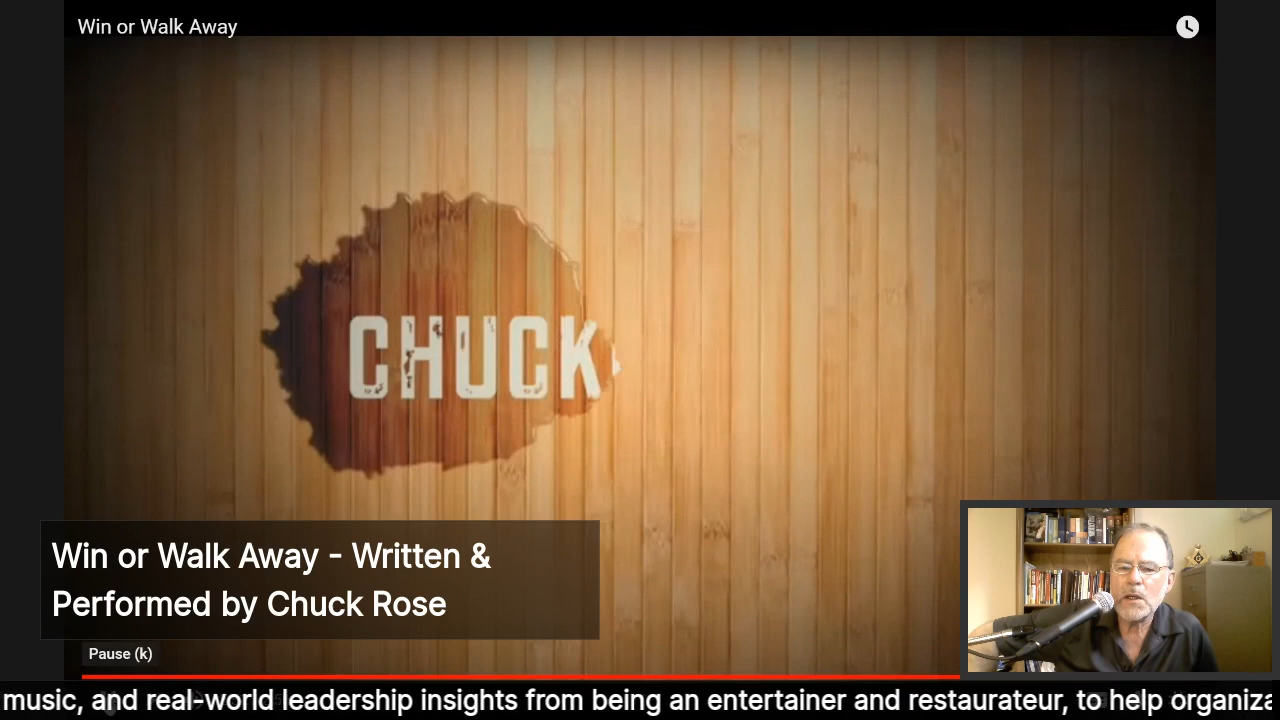 Win or Walk Away
CHUCK
Win or Walk Away - Written &
Performed by Chuck Rose
Pause (k)
music, and real-world leadership insights from being an entertainer and restaurateur, to help organiza